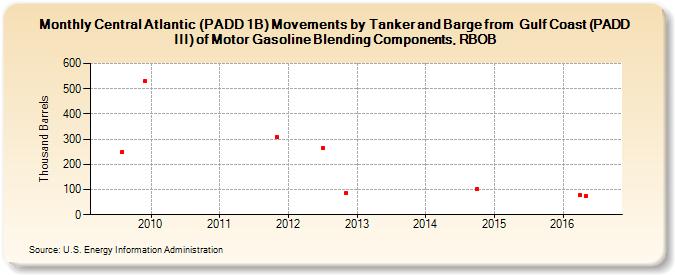 Monthly Central Atlantic (PADD 1B) Movements by Tanker and Barge from Gulf Coast (PADD
III) of Motor Gasoline Blending Components, RBOB
Thousand Barrels
600
500
400
300
200
100
0
2010 2011 2012 2013 2014 2015 2016
Source: U.S. Energy Information Administration